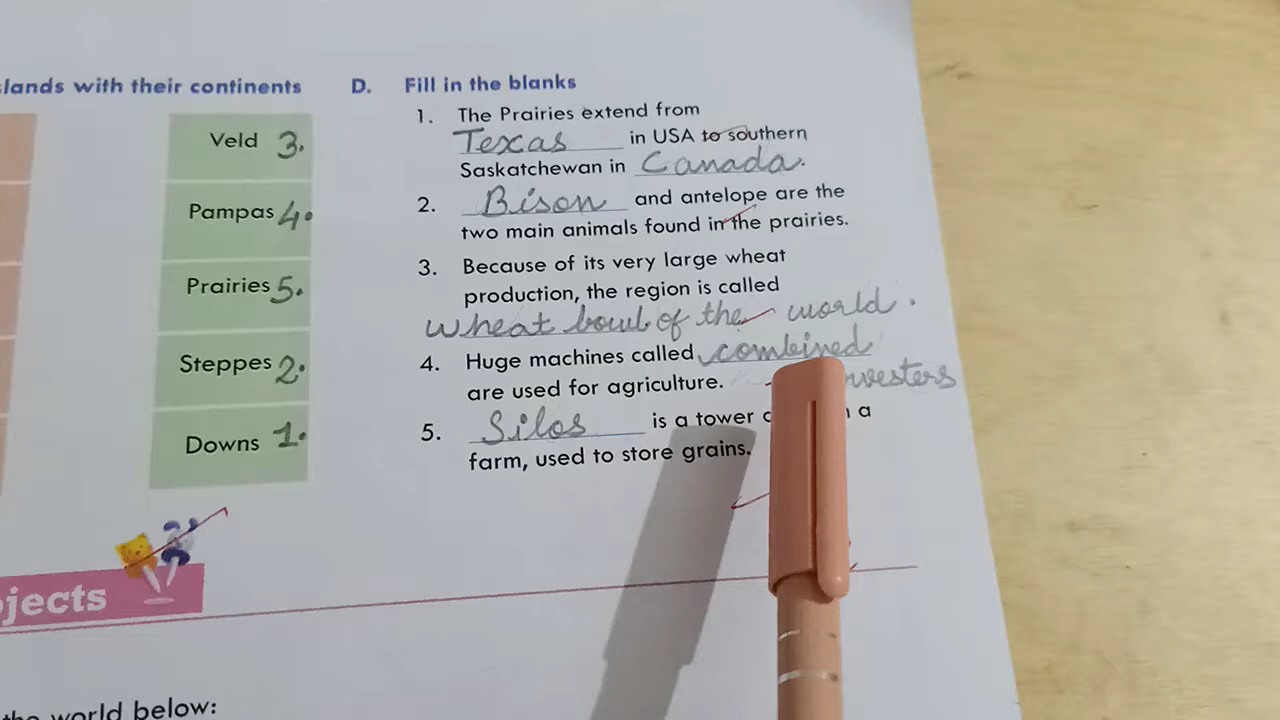 lands with their continents
Veld 3.
Pampas 4.
Prairies 5.
Steppes 2.
Downs 1.
D. Fill in the blanks
1. The Prairies extend from
Texas in USA to southern
Saskatchewan in Canada.
2. Bison and antelope are the
two main animals found in the prairies.
3. Because of its very large wheat
production, the region is called
Wheat bowl of the world.
4. Huge machines called combined
are used for agriculture. rvesters
5. Silos is a tower a
farm, used to store grains.
jects
the world below: